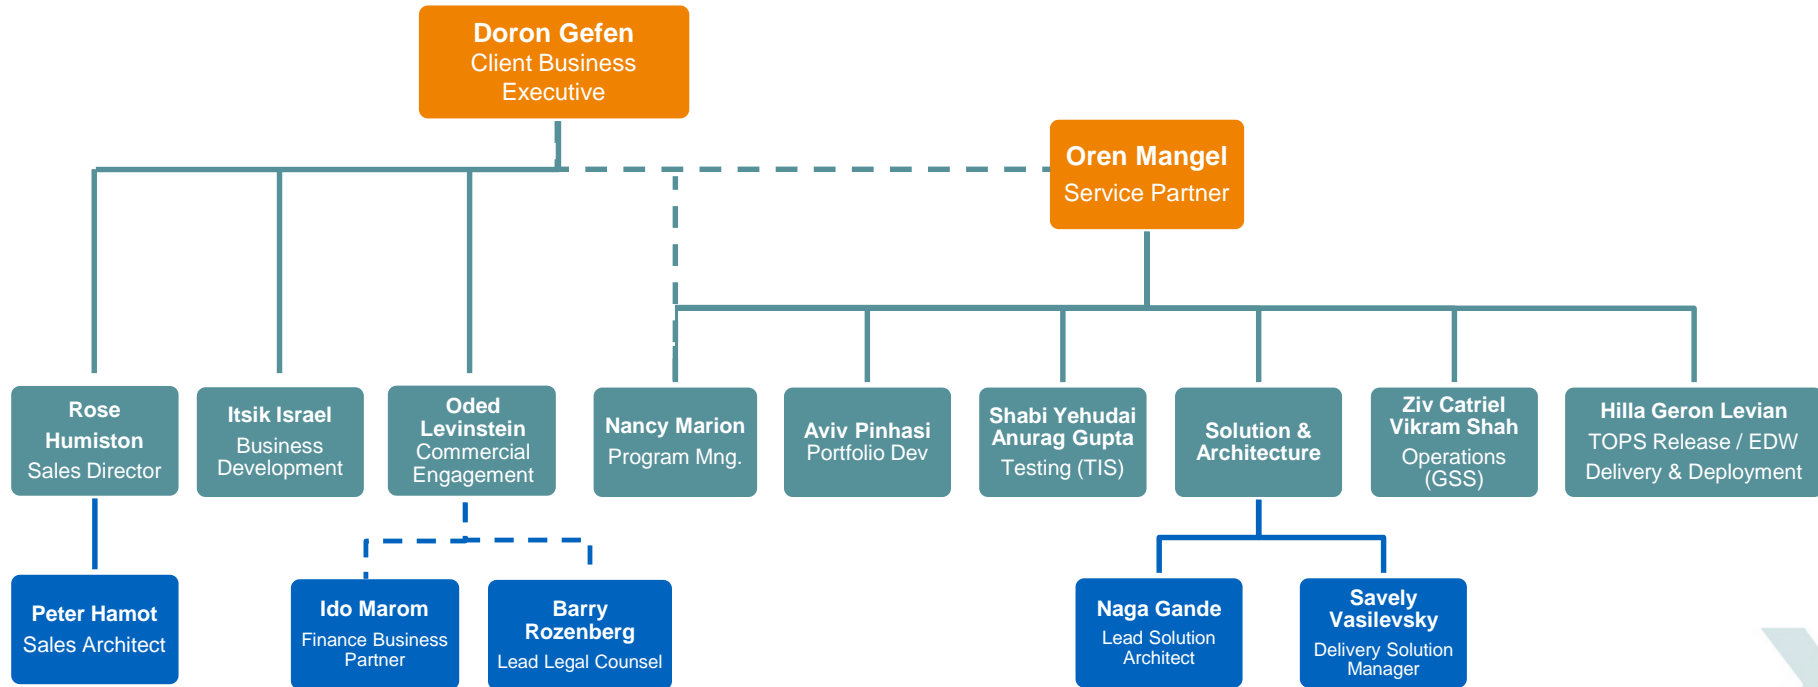 Doron Gefen
Client Business
Executive
Oren Mangel
Service Partner
Rose
Humiston
Sales Director
Itsik Israel
Business
Development
Oded
Levinstein
Commercial
Engagement
Nancy Marion
Program Mng.
Aviv Pinhasi
Portfolio Dev
Shabi Yehudai
Anurag Gupta
Testing (TIS)
Solution &
Architecture
Ziv Catriel
Vikram Shah
Operations
(GSS)
Hilla Geron Levian
TOPS Release / EDW
Delivery & Deployment
Peter Hamot
Sales Architect
Ido Marom
Finance Business
Partner
Barry
Rozenberg
Lead Legal Counsel
Naga Gande
Lead Solution
Architect
Savely
Vasilevsky
Delivery Solution
Manager